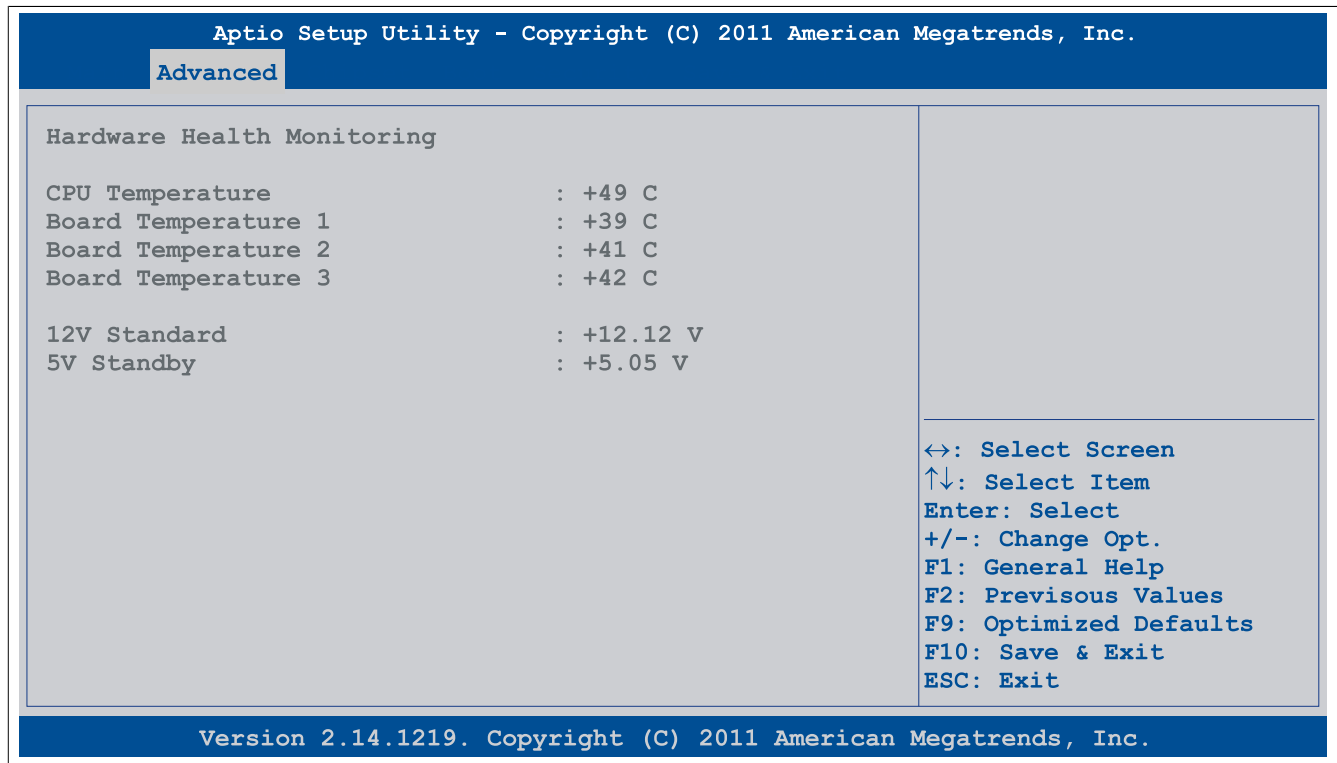 Aptio Setup Utility - Copyright (C) 2011 American Megatrends, Inc.
Advanced
Hardware Health Monitoring
CPU Temperature : +49 C
Board Temperature 1 : +39 C
Board Temperature 2 : +41 C
Board Temperature 3 : +42 C
12V Standard : +12.12 V
5V Standby : +5.05 V
↔: Select Screen
↑↓: Select Item
Enter: Select
+/-: Change Opt.
F1: General Help
F2: Previsous Values
F9: Optimized Defaults
F10: Save & Exit
ESC: Exit
Version 2.14.1219. Copyright (C) 2011 American Megatrends, Inc.